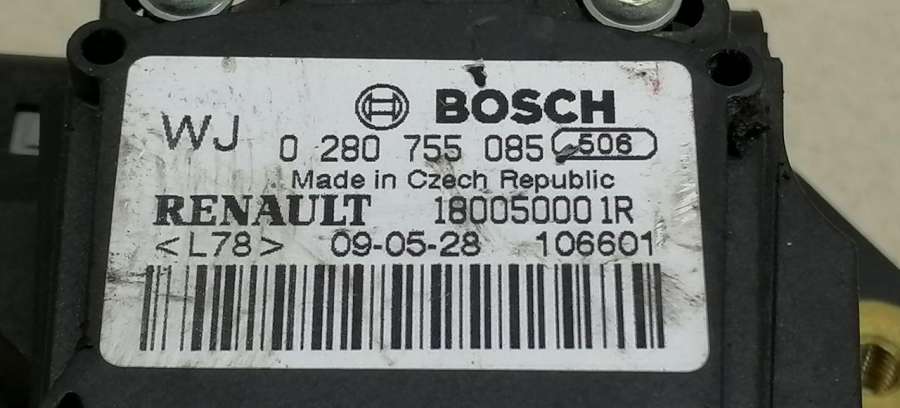 BOSCH
WJ 0 280 755 085 506
Made in Czech Republic
RENAULT 180050001R
<L78> 09-05-28 106601